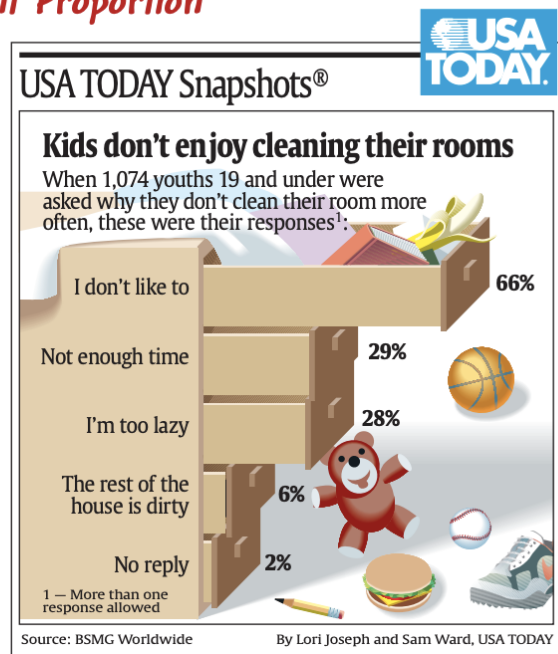 Proportion
USA
TODAY.
USA TODAY Snapshots®
Kids don’t enjoy cleaning their rooms
When 1,074 youths 19 and under were
asked why they don’t clean their room more
often, these were their responses¹:
I don’t like to
66%
Not enough time
29%
I’m too lazy
28%
The rest of the
house is dirty
6%
No reply
2%
1 — More than one
response allowed
Source: BSMG Worldwide
By Lori Joseph and Sam Ward, USA TODAY